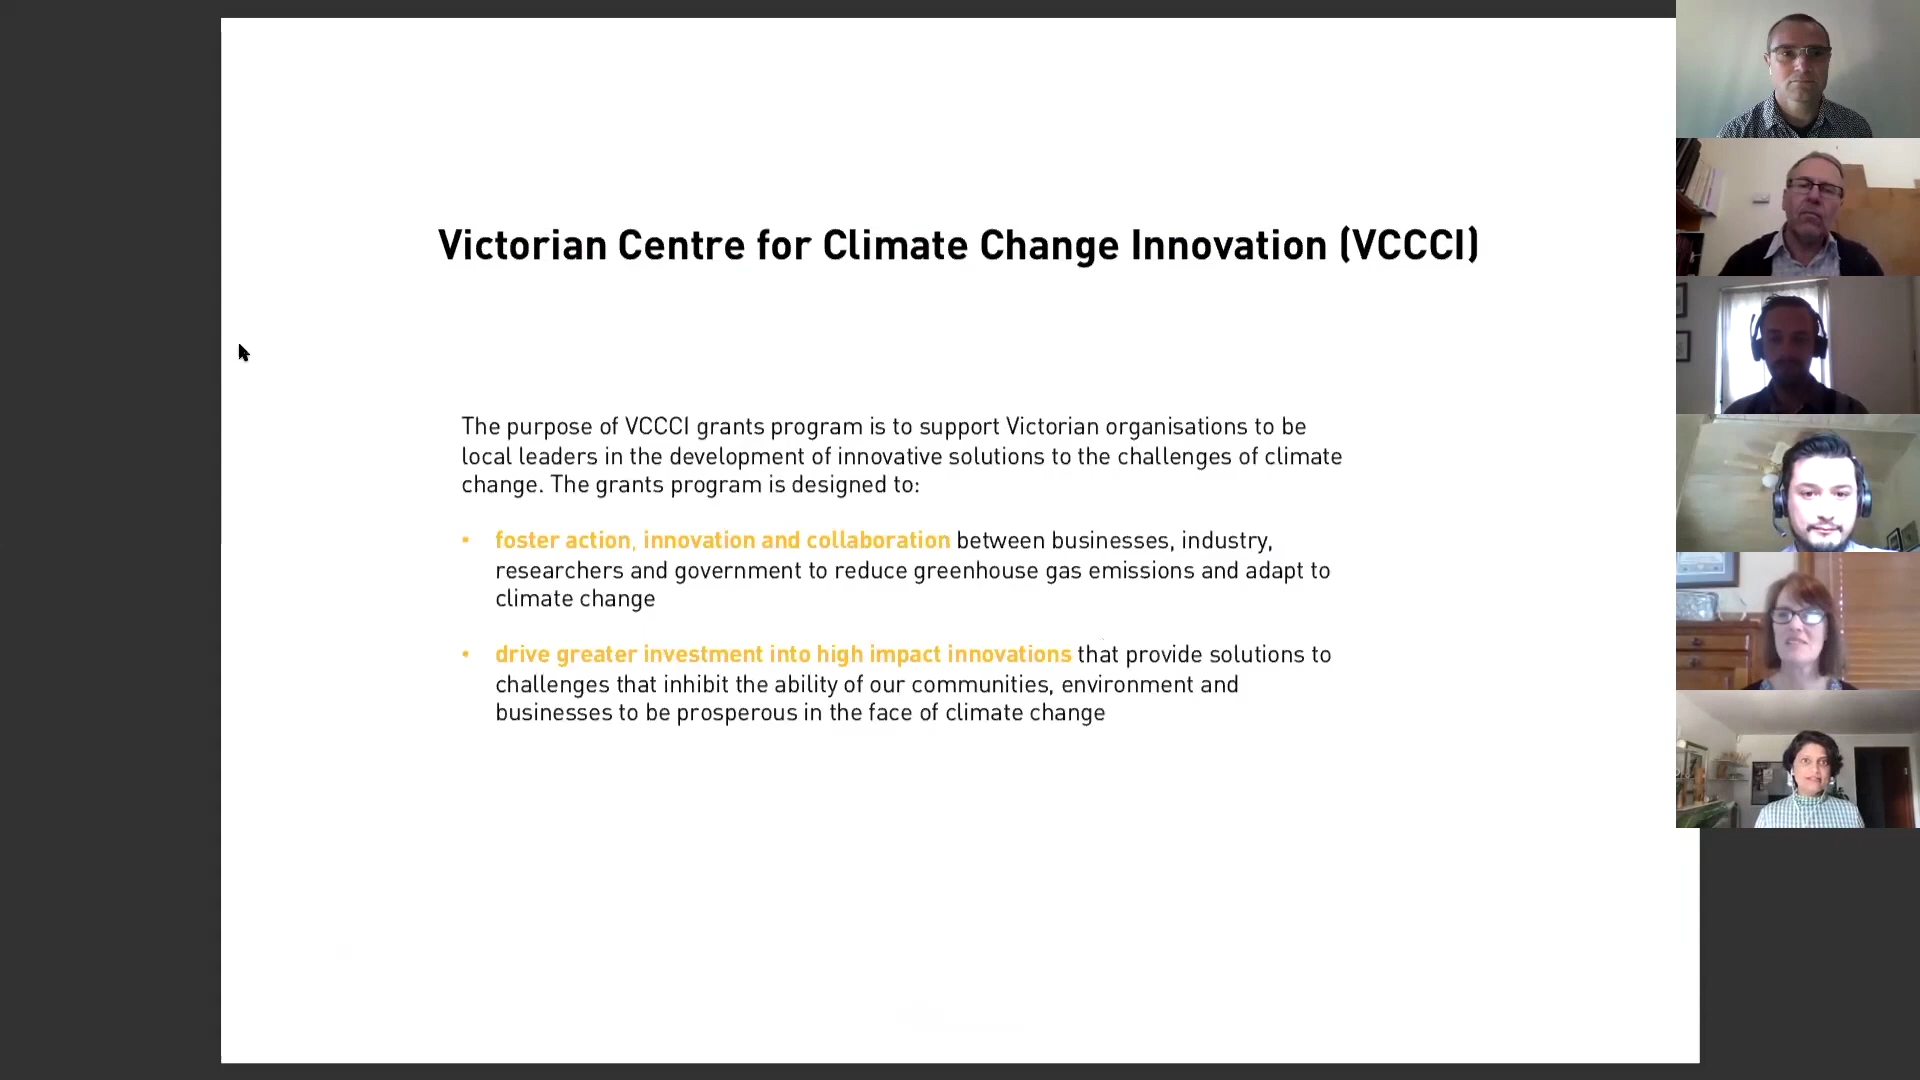 Victorian Centre for Climate Change Innovation (VCCCI)
The purpose of VCCCI grants program is to support Victorian organisations to be
local leaders in the development of innovative solutions to the challenges of climate
change. The grants program is designed to:
• foster action, innovation and collaboration between businesses, industry,
researchers and government to reduce greenhouse gas emissions and adapt to
climate change
• drive greater investment into high impact innovations that provide solutions to
challenges that inhibit the ability of our communities, environment and
businesses to be prosperous in the face of climate change